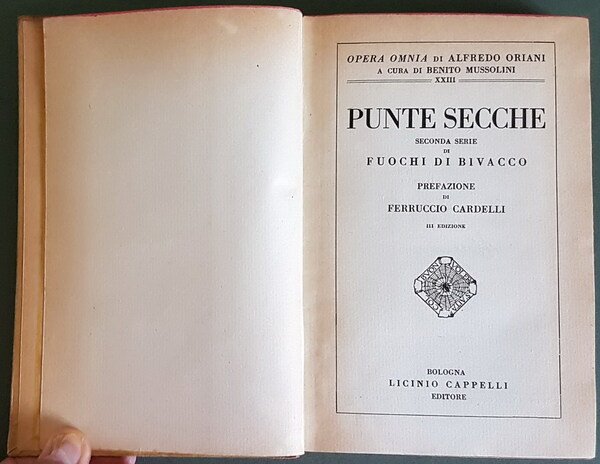 OPERA OMNIA DI ALFREDO ORIANI
A CURA DI BENITO MUSSOLINI
XXIII
PUNTE SECCHE
SECONDA SERIE
DI
FUOCHI DI BIVACCO
PREFAZIONE
DI
FERRUCCIO CARDELLI
III EDIZIONE
BOLOGNA
LICINIO CAPPELLI
EDITORE